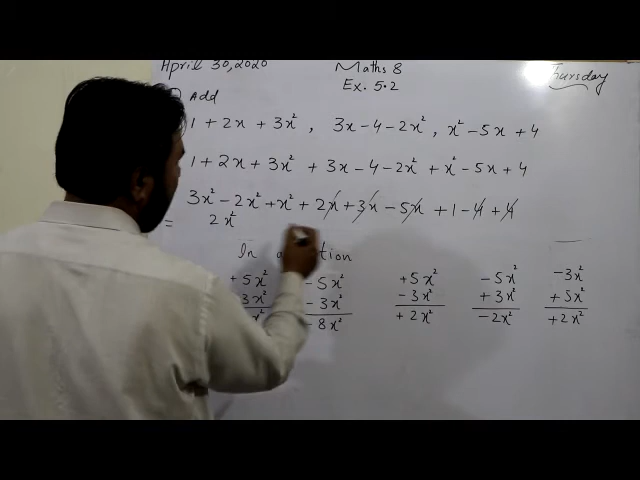 April 30, 2020 Maths 8 Thursday
Ex. 5.2
Add
1 + 2x + 3x², 3x - 4 - 2x², x² - 5x + 4
1 + 2x + 3x² + 3x - 4 - 2x² + x² - 5x + 4
3x² - 2x² + x² + 2x + 3x - 5x + 1 - 4 + 4
= 2x²
In
+5x² -5x² +5x² -5x² -3x²
3x² -3x² -3x² +3x² +5x²
x² -8x² +2x² -2x² +2x²